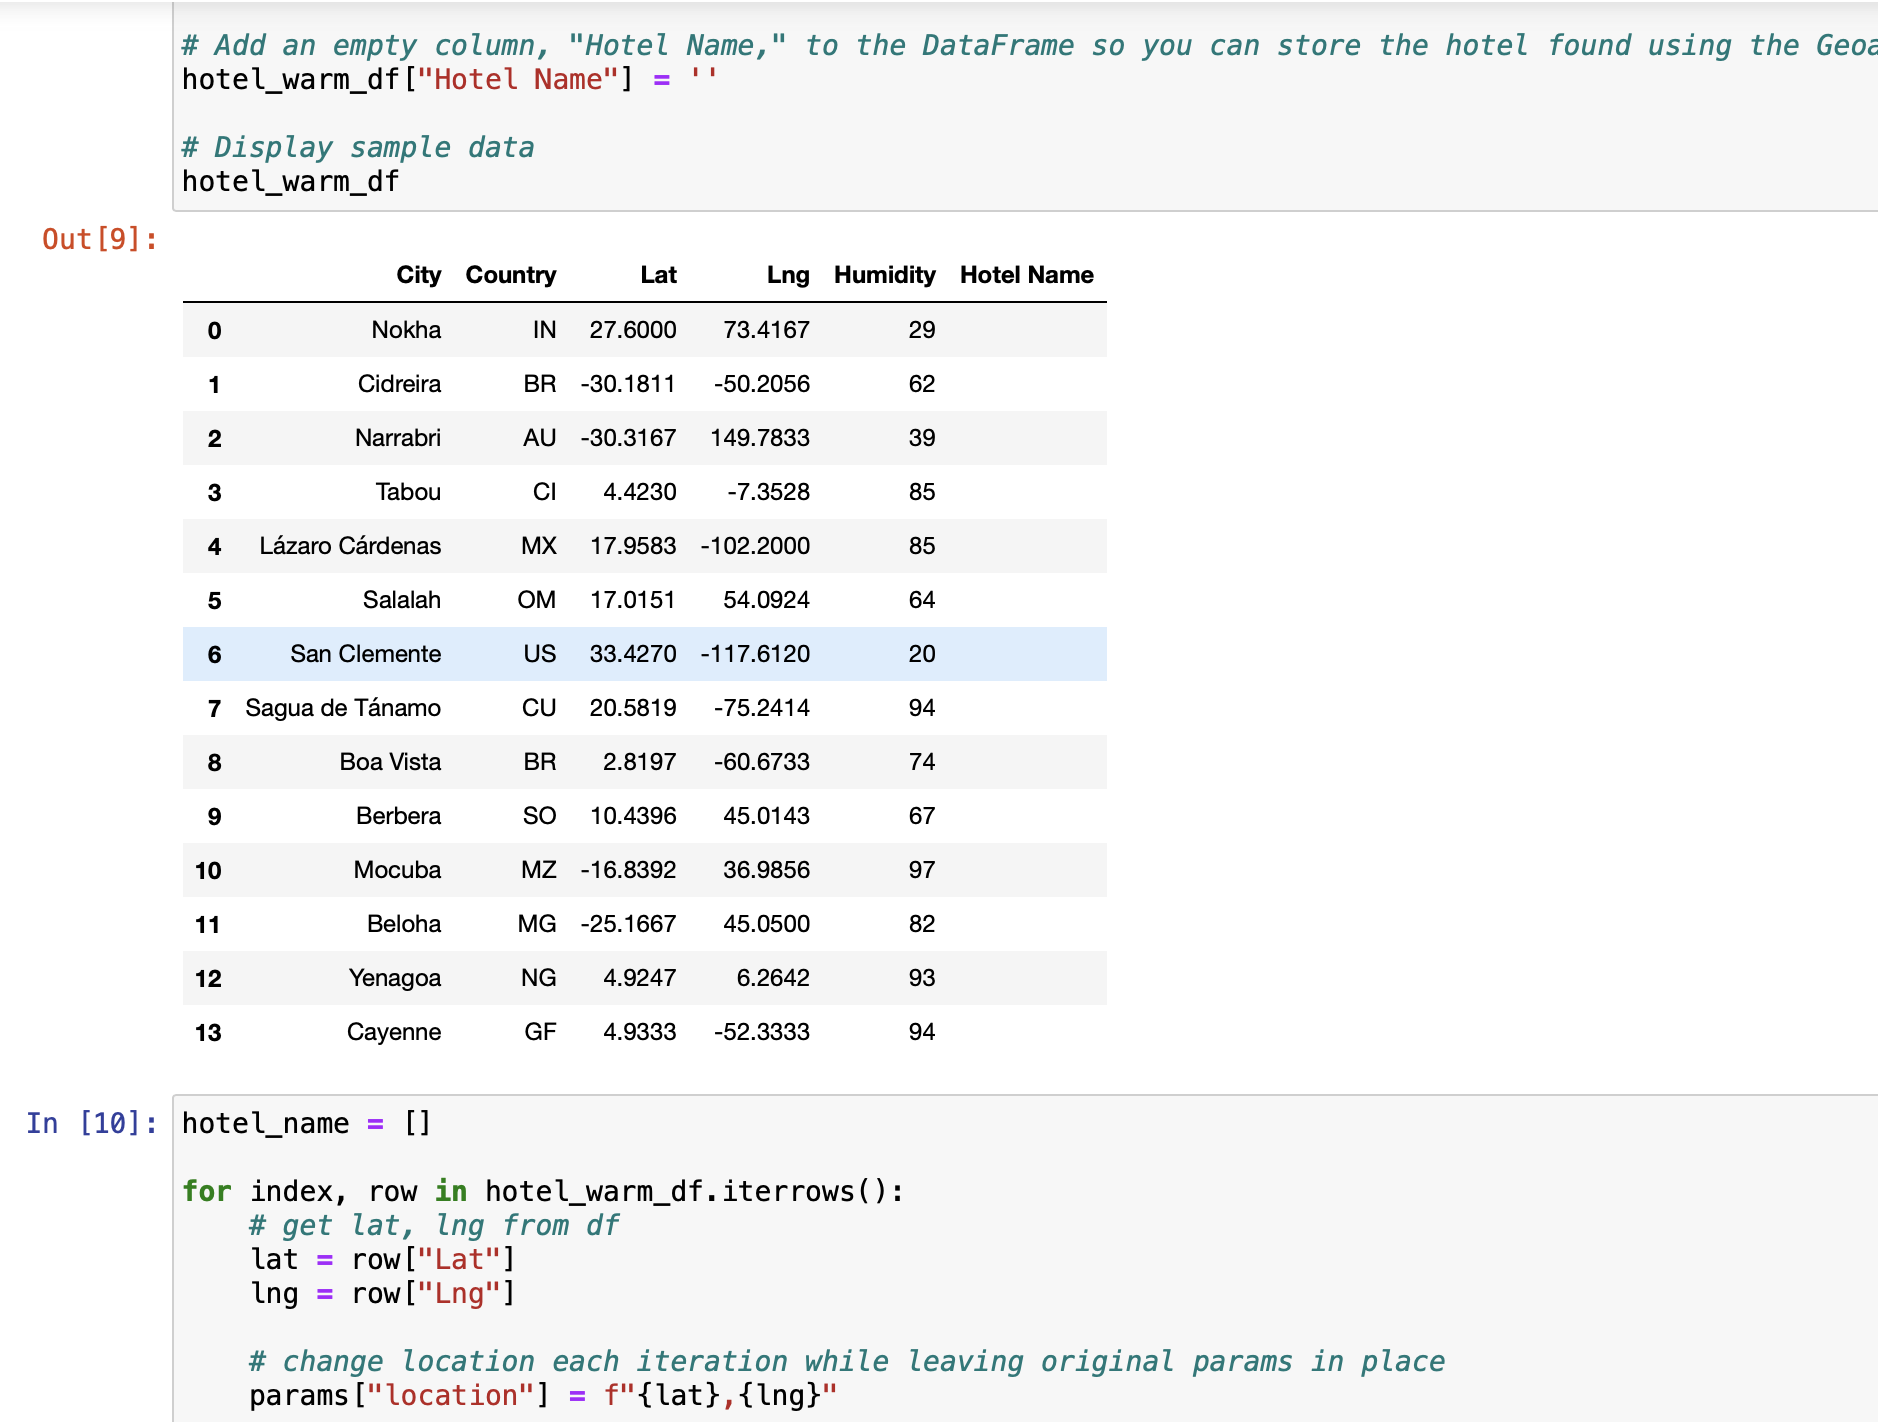 # Add an empty column, "Hotel Name," to the DataFrame so you can store the hotel found using the
hotel_warm_df["Hotel Name"] = ''
# Display sample data
hotel_warm_df
Out[9]:
City Country Lat Lng Humidity Hotel Name
0 Nokha IN 27.6000 73.4167 29
1 Cidreira BR -30.1811 -50.2056 62
2 Narrabri AU -30.3167 149.7833 39
3 Tabou CI 4.4230 -7.3528 85
4 Lázaro Cárdenas MX 17.9583 -102.2000 85
5 Salalah OM 17.0151 54.0924 64
6 San Clemente US 33.4270 -117.6120 20
7 Sagua de Tánamo CU 20.5819 -75.2414 94
8 Boa Vista BR 2.8197 -60.6733 74
9 Berbera SO 10.4396 45.0143 67
10 Mocuba MZ -16.8392 36.9856 97
11 Beloha MG -25.1667 45.0500 82
12 Yenagoa NG 4.9247 6.2642 93
13 Cayenne GF 4.9333 -52.3333 94
In [10]: hotel_name = []
for index, row in hotel_warm_df.iterrows():
# get lat, lng from df
lat = row["Lat"]
lng = row["Lng"]
# change location each iteration while leaving original params in place
params["location"] = f"{lat},{lng}"